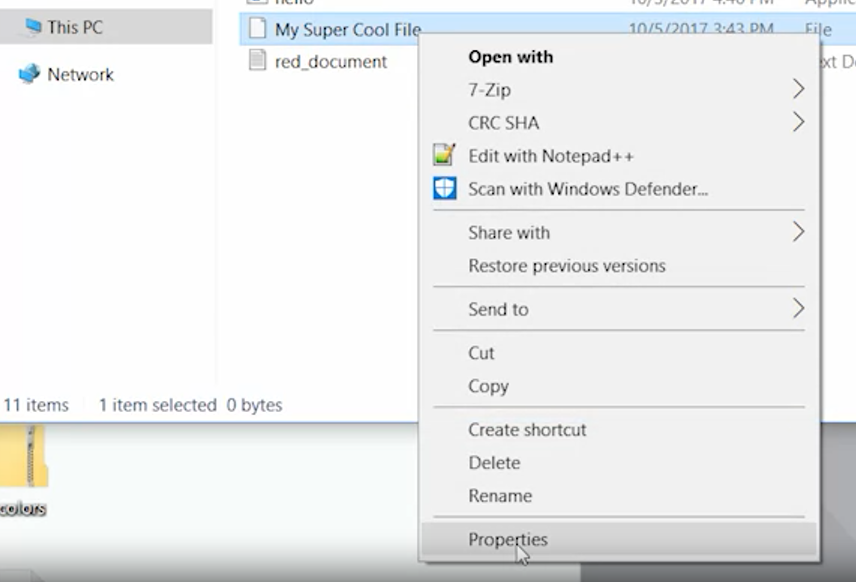 hello
10/5/2017 4:40 PM
This PC
My Super Cool File
10/5/2017 3:43 PM
File
Network
red_document
Open with
7-Zip
CRC SHA
Edit with Notepad++
Scan with Windows Defender...
Share with
Restore previous versions
Send to
Cut
Copy
Create shortcut
Delete
Rename
Properties
11 items 1 item selected 0 bytes
colors